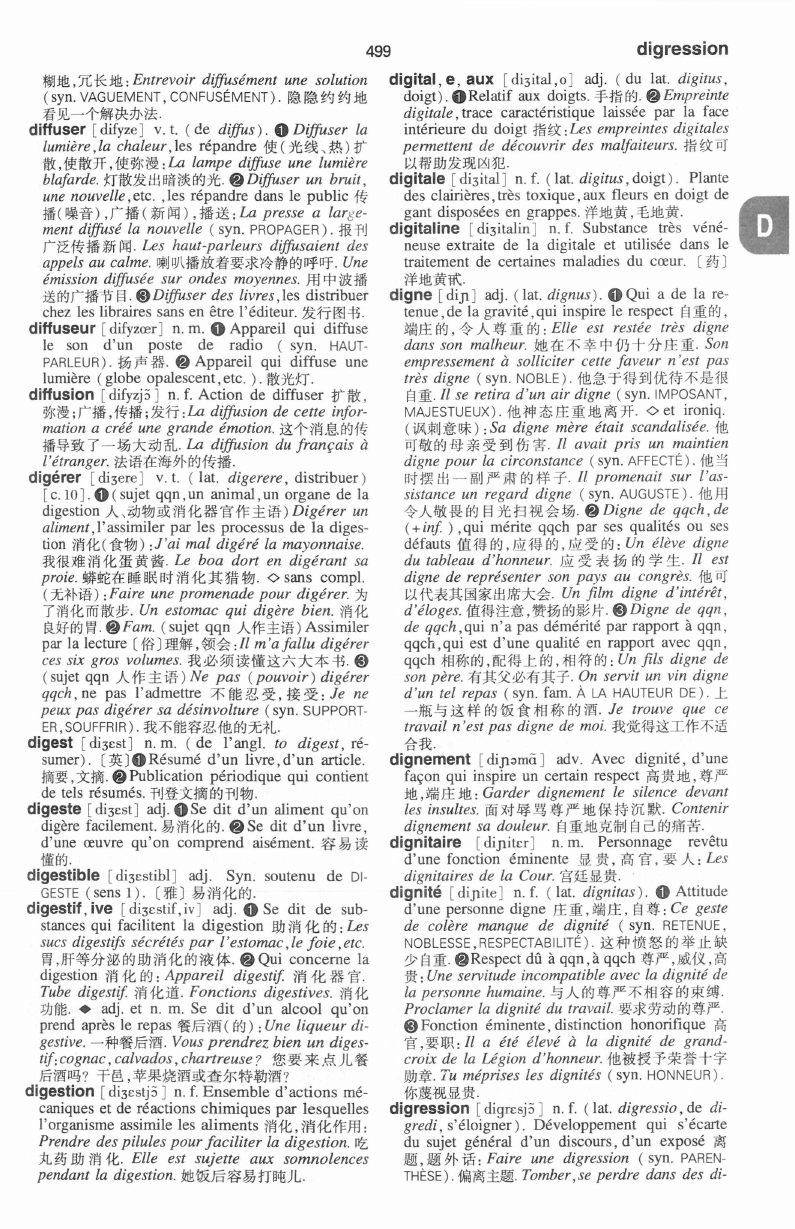 499
digression
糊地,冗长地:Entrevoir diffusément une solution
(syn. VAGUEMENT, CONFUSÉMENT). 隐隐约约地
看见一个解决办法.
diffuser [difyze] v. t. (de diffus). ❶ Diffuser la
lumière,la chaleur,les répandre 使(光线、热)扩
散,使散开,使弥漫:La lampe diffuse une lumière
blafarde. 灯散发出暗淡的光. ❷ Diffuser un bruit,
une nouvelle,etc. ,les répandre dans le public 传
播(噪音),广播(新闻),播送:La presse a large-
ment diffusé la nouvelle (syn. PROPAGER). 报刊
广泛传播新闻. Les haut-parleurs diffusaient des
appels au calme. 喇叭播放着要求冷静的呼吁. Une
émission diffusée sur ondes moyennes. 用中波播
送的广播节目. ❸ Diffuser des livres,les distribuer
chez les libraires sans en être l'éditeur. 发行图书.
diffuseur [difyzœr] n. m. ❶ Appareil qui diffuse
le son d'un poste de radio (syn. HAUT-
PARLEUR). 扬声器. ❷ Appareil qui diffuse une
lumière (globe opalescent,etc. ). 散光灯.
diffusion [difyzjɔ̃] n. f. Action de diffuser 扩散,
弥漫;广播,传播;发行:La diffusion de cette infor-
mation a créé une grande émotion. 这个消息的传
播导致了一场大动乱. La diffusion du français à
l'étranger. 法语在海外的传播.
digérer [diʒere] v. t. (lat. digerere, distribuer)
[c. 10]. ❶ (sujet qqn,un animal,un organe de la
digestion 人、动物或消化器官作主语) Digérer un
aliment,l'assimiler par les processus de la diges-
tion 消化(食物):J'ai mal digéré la mayonnaise.
我很难消化蛋黄酱. Le boa dort en digérant sa
proie. 蟒蛇在睡眠时消化其猎物. ◇ sans compl.
(无补语):Faire une promenade pour digérer. 为
了消化而散步. Un estomac qui digère bien. 消化
良好的胃. ❷ Fam. (sujet qqn 人作主语) Assimiler
par la lecture〔俗〕理解,领会:Il m'a fallu digérer
ces six gros volumes. 我必须读懂这六大本书. ❸
(sujet qqn 人作主语) Ne pas (pouvoir) digérer
qqch,ne pas l'admettre 不能忍受,接受: Je ne
peux pas digérer sa désinvolture (syn. SUPPORT-
ER,SOUFFRIR). 我不能容忍他的无礼.
digest [diʒɛst] n. m. (de l'angl. to digest, ré-
sumer).〔英〕❶ Résumé d'un livre,d'un article.
摘要,文摘. ❷ Publication périodique qui contient
de tels résumés. 刊登文摘的刊物.
digeste [diʒɛst] adj. ❶ Se dit d'un aliment qu'on
digère facilement. 易消化的. ❷ Se dit d'un livre,
d'une œuvre qu'on comprend aisément. 容易读
懂的.
digestible [diʒɛstibl] adj. Syn. soutenu de DI-
GESTE (sens 1).〔雅〕易消化的.
digestif, ive [diʒɛstif,iv] adj. ❶ Se dit de sub-
stances qui facilitent la digestion 助消化的:Les
sucs digestifs sécrétés par l'estomac,le foie,etc.
胃,肝等分泌的助消化的液体. ❷ Qui concerne la
digestion 消化的: Appareil digestif. 消化器官.
Tube digestif. 消化道. Fonctions digestives. 消化
功能. ◆ adj. et n. m. Se dit d'un alcool qu'on
prend après le repas 餐后酒(的):Une liqueur di-
gestive. 一种餐后酒. Vous prendrez bien un diges-
tif:cognac,calvados,chartreuse? 您要来点儿餐
后酒吗? 干邑,苹果烧酒或查尔特勒酒?
digestion [diʒɛstjɔ̃] n. f. Ensemble d'actions mé-
caniques et de réactions chimiques par lesquelles
l'organisme assimile les aliments 消化,消化作用:
Prendre des pilules pour faciliter la digestion. 吃
丸药助消化. Elle est sujette aux somnolences
pendant la digestion. 她饭后容易打盹儿.
digital, e, aux [diʒital,o] adj. (du lat. digitus,
doigt). ❶ Relatif aux doigts. 手指的. ❷ Empreinte
digitale,trace caractéristique laissée par la face
intérieure du doigt 指纹:Les empreintes digitales
permettent de découvrir des malfaiteurs. 指纹可
以帮助发现凶犯.
digitale [diʒital] n. f. (lat. digitus,doigt). Plante
des clairières,très toxique,aux fleurs en doigt de
gant disposées en grappes. 洋地黄,毛地黄.
digitaline [diʒitalin] n. f. Substance très véné-
neuse extraite de la digitale et utilisée dans le
traitement de certaines maladies du cœur.〔药〕
洋地黄甙.
digne [diɲ] adj. (lat. dignus). ❶ Qui a de la re-
tenue,de la gravité,qui inspire le respect 自重的,
端庄的,令人尊重的: Elle est restée très digne
dans son malheur. 她在不幸中仍十分庄重. Son
empressement à solliciter cette faveur n'est pas
très digne (syn. NOBLE). 他急于得到优待不是很
自重. Il se retira d'un air digne (syn. IMPOSANT,
MAJESTUEUX). 他神态庄重地离开. ◇ et ironiq.
(讽刺意味):Sa digne mère était scandalisée. 他
可敬的母亲受到伤害. Il avait pris un maintien
digne pour la circonstance (syn. AFFECTÉ). 他当
时摆出一副严肃的样子. Il promenait sur l'as-
sistance un regard digne (syn. AUGUSTE). 他用
令人敬畏的目光扫视会场. ❷ Digne de qqch,de
(+inf. ),qui mérite qqch par ses qualités ou ses
défauts 值得的,应得的,应受的: Un élève digne
du tableau d'honneur. 应受表扬的学生. Il est
digne de représenter son pays au congrès. 他可
以代表其国家出席大会. Un film digne d'intérêt,
d'éloges. 值得注意,赞扬的影片. ❸ Digne de qqn,
de qqch,qui n'a pas démérité par rapport à qqn,
qqch,qui est d'une qualité en rapport avec qqn,
qqch 相称的,配得上的,相符的: Un fils digne de
son père. 有其父必有其子. On servit un vin digne
d'un tel repas (syn. fam. À LA HAUTEUR DE). 上
一瓶与这样的饭食相称的酒. Je trouve que ce
travail n'est pas digne de moi. 我觉得这工作不适
合我.
dignement [diɲəmɑ̃] adv. Avec dignité, d'une
façon qui inspire un certain respect 高贵地,尊严
地,端庄地: Garder dignement le silence devant
les insultes. 面对辱骂尊严地保持沉默. Contenir
dignement sa douleur. 自重地克制自己的痛苦.
dignitaire [diɲitɛr] n. m. Personnage revêtu
d'une fonction éminente 显贵,高官,要人: Les
dignitaires de la Cour. 宫廷显贵.
dignité [diɲite] n. f. (lat. dignitas). ❶ Attitude
d'une personne digne 庄重,端庄,自尊: Ce geste
de colère manque de dignité (syn. RETENUE,
NOBLESSE,RESPECTABILITÉ). 这种愤怒的举止缺
少自重. ❷ Respect dû à qqn,à qqch 尊严,威仪,高
贵:Une servitude incompatible avec la dignité de
la personne humaine. 与人的尊严不相容的束缚.
Proclamer la dignité du travail. 要求劳动的尊严.
❸ Fonction éminente,distinction honorifique 高
官,要职: Il a été élevé à la dignité de grand-
croix de la Légion d'honneur. 他被授予荣誉十字
勋章. Tu méprises les dignités (syn. HONNEUR).
你蔑视显贵.
digression [digrɛsjɔ̃] n. f. (lat. digressio, de di-
gredi, s'éloigner). Développement qui s'écarte
du sujet général d'un discours, d'un exposé 离
题,题外话: Faire une digression (syn. PAREN-
THÈSE). 偏离主题. Tomber,se perdre dans des di-
D